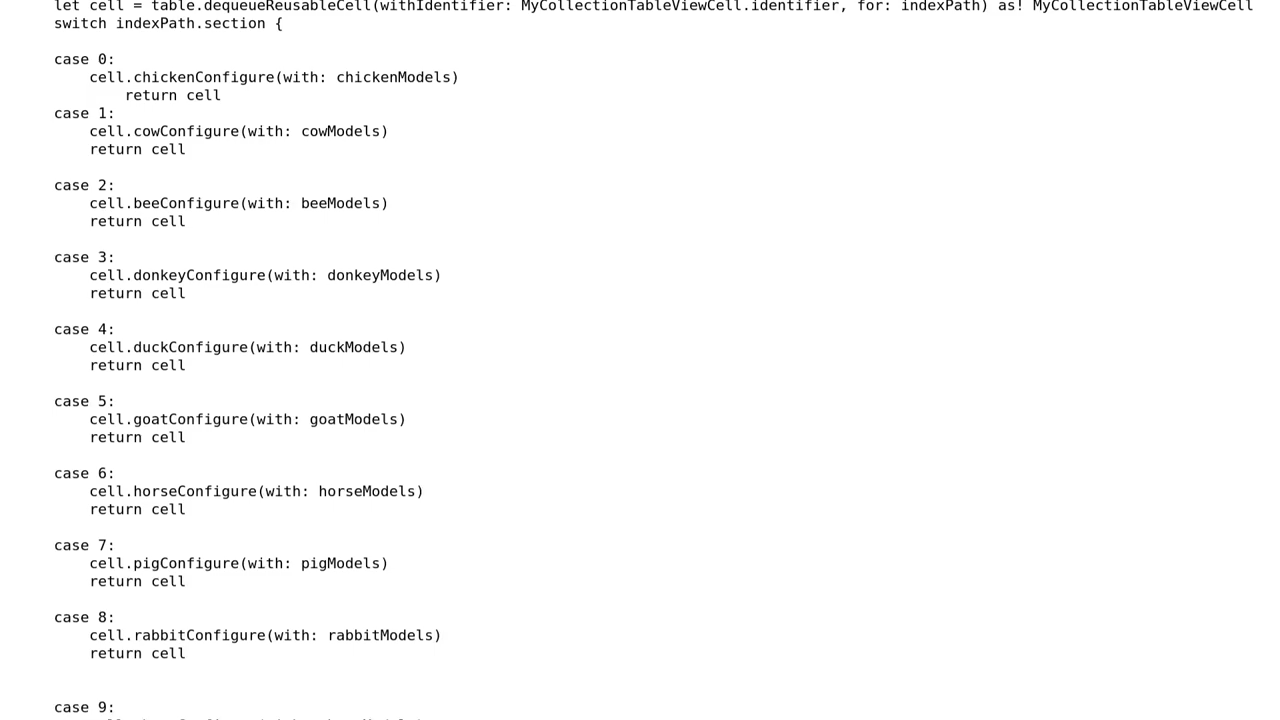 let cell = table.dequeueReusableCell(withIdentifier: MyCollectionTableViewCell.identifier, for: indexPath) as! MyCollectionTableViewCell
switch indexPath.section {
case 0:
cell.chickenConfigure(with: chickenModels)
return cell
case 1:
cell.cowConfigure(with: cowModels)
return cell
case 2:
cell.beeConfigure(with: beeModels)
return cell
case 3:
cell.donkeyConfigure(with: donkeyModels)
return cell
case 4:
cell.duckConfigure(with: duckModels)
return cell
case 5:
cell.goatConfigure(with: goatModels)
return cell
case 6:
cell.horseConfigure(with: horseModels)
return cell
case 7:
cell.pigConfigure(with: pigModels)
return cell
case 8:
cell.rabbitConfigure(with: rabbitModels)
return cell
case 9: